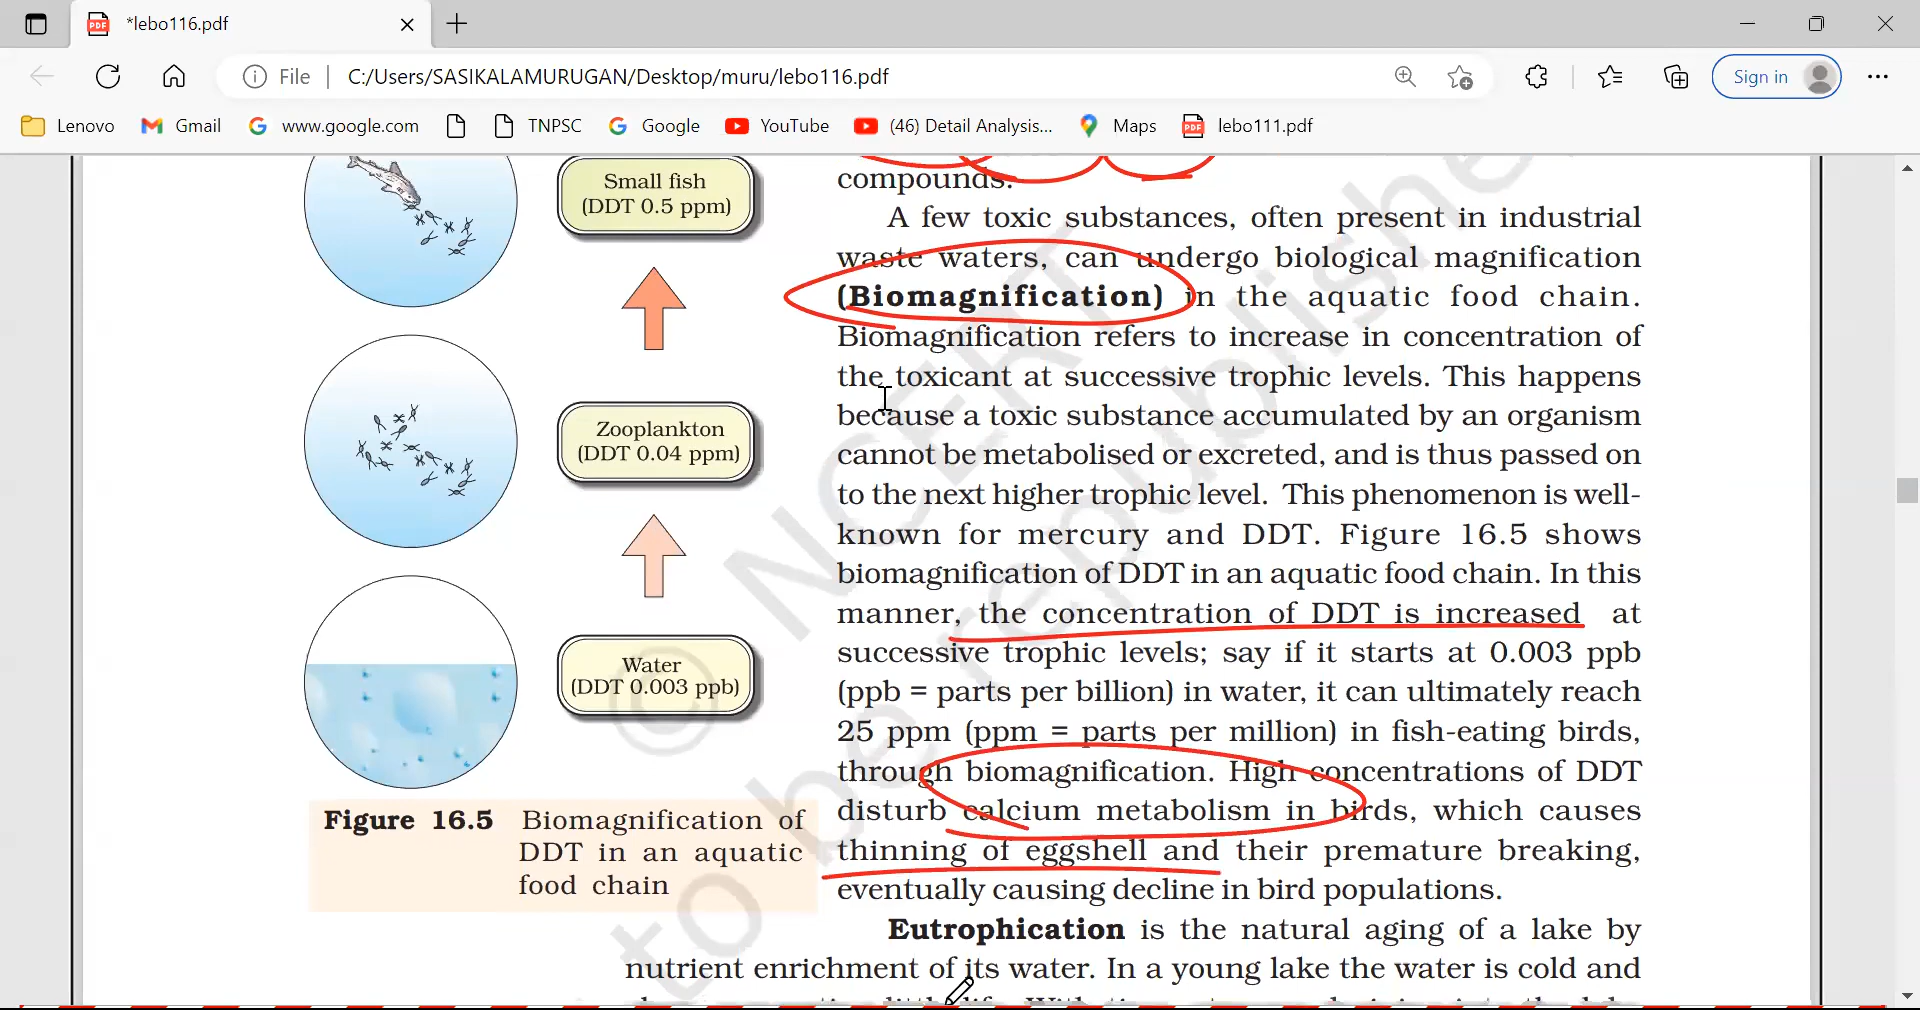 *lebo116.pdf
File
C:/Users/SASIKALAMURUGAN/Desktop/muru/lebo116.pdf
Sign in
Lenovo
Gmail
www.google.com
TNPSC
Google
YouTube
(46) Detail Analysis...
Maps
lebo111.pdf
Small fish
(DDT 0.5 ppm)
Zooplankton
(DDT 0.04 ppm)
Water
(DDT 0.003 ppb)
Figure 16.5 Biomagnification of
DDT in an aquatic
food chain
compounds.
A few toxic substances, often present in industrial
waste waters, can undergo biological magnification
(Biomagnification) in the aquatic food chain.
Biomagnification refers to increase in concentration of
the toxicant at successive trophic levels. This happens
because a toxic substance accumulated by an organism
cannot be metabolised or excreted, and is thus passed on
to the next higher trophic level. This phenomenon is well-
known for mercury and DDT. Figure 16.5 shows
biomagnification of DDT in an aquatic food chain. In this
manner, the concentration of DDT is increased at
successive trophic levels; say if it starts at 0.003 ppb
(ppb = parts per billion) in water, it can ultimately reach
25 ppm (ppm = parts per million) in fish-eating birds,
through biomagnification. High concentrations of DDT
disturb calcium metabolism in birds, which causes
thinning of eggshell and their premature breaking,
eventually causing decline in bird populations.
Eutrophication is the natural aging of a lake by
nutrient enrichment of its water. In a young lake the water is cold and
© NCERT
to be republishe